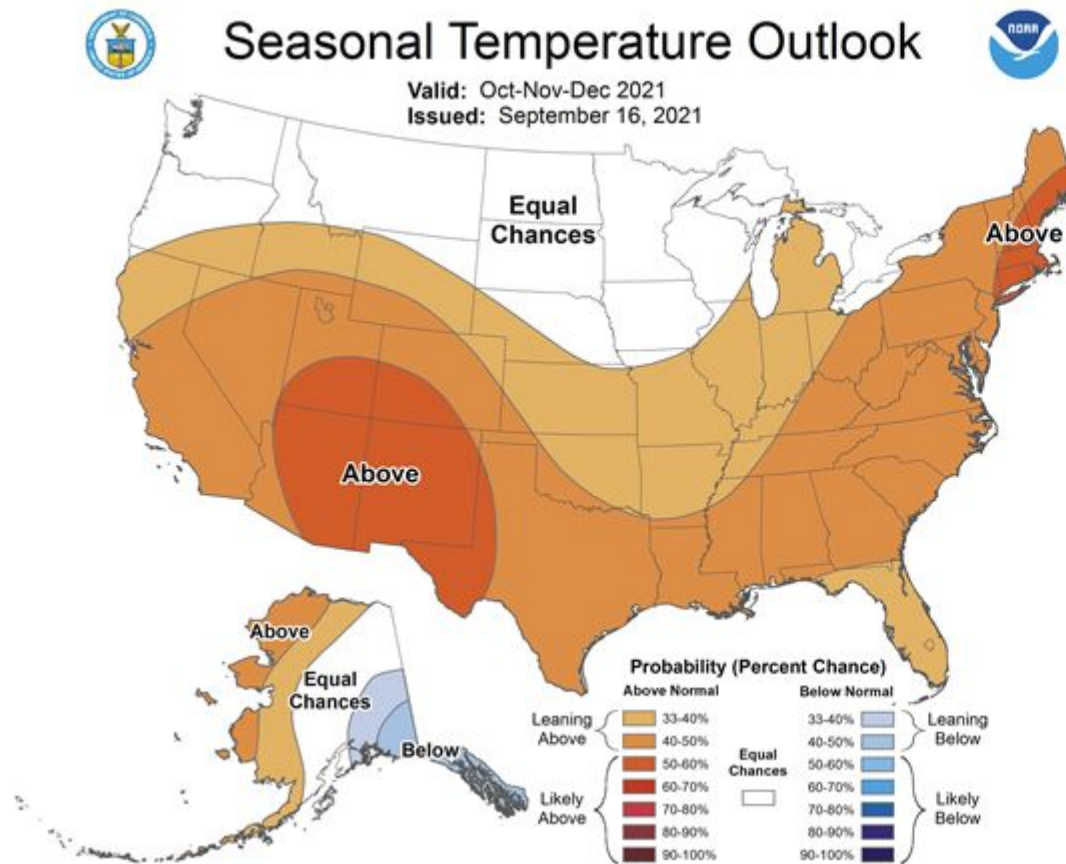 Seasonal Temperature Outlook
NOAA
Valid: Oct-Nov-Dec 2021
Issued: September 16, 2021
Equal
Chances
Above
Above
Above
Equal
Chances
Below
Probability (Percent Chance)
Above Normal
Below Normal
Leaning
Above
33-40%
40-50%
Likely
Above
50-60%
60-70%
70-80%
80-90%
90-100%
Equal
Chances
33-40%
40-50%
Leaning
Below
50-60%
60-70%
70-80%
80-90%
90-100%
Likely
Below